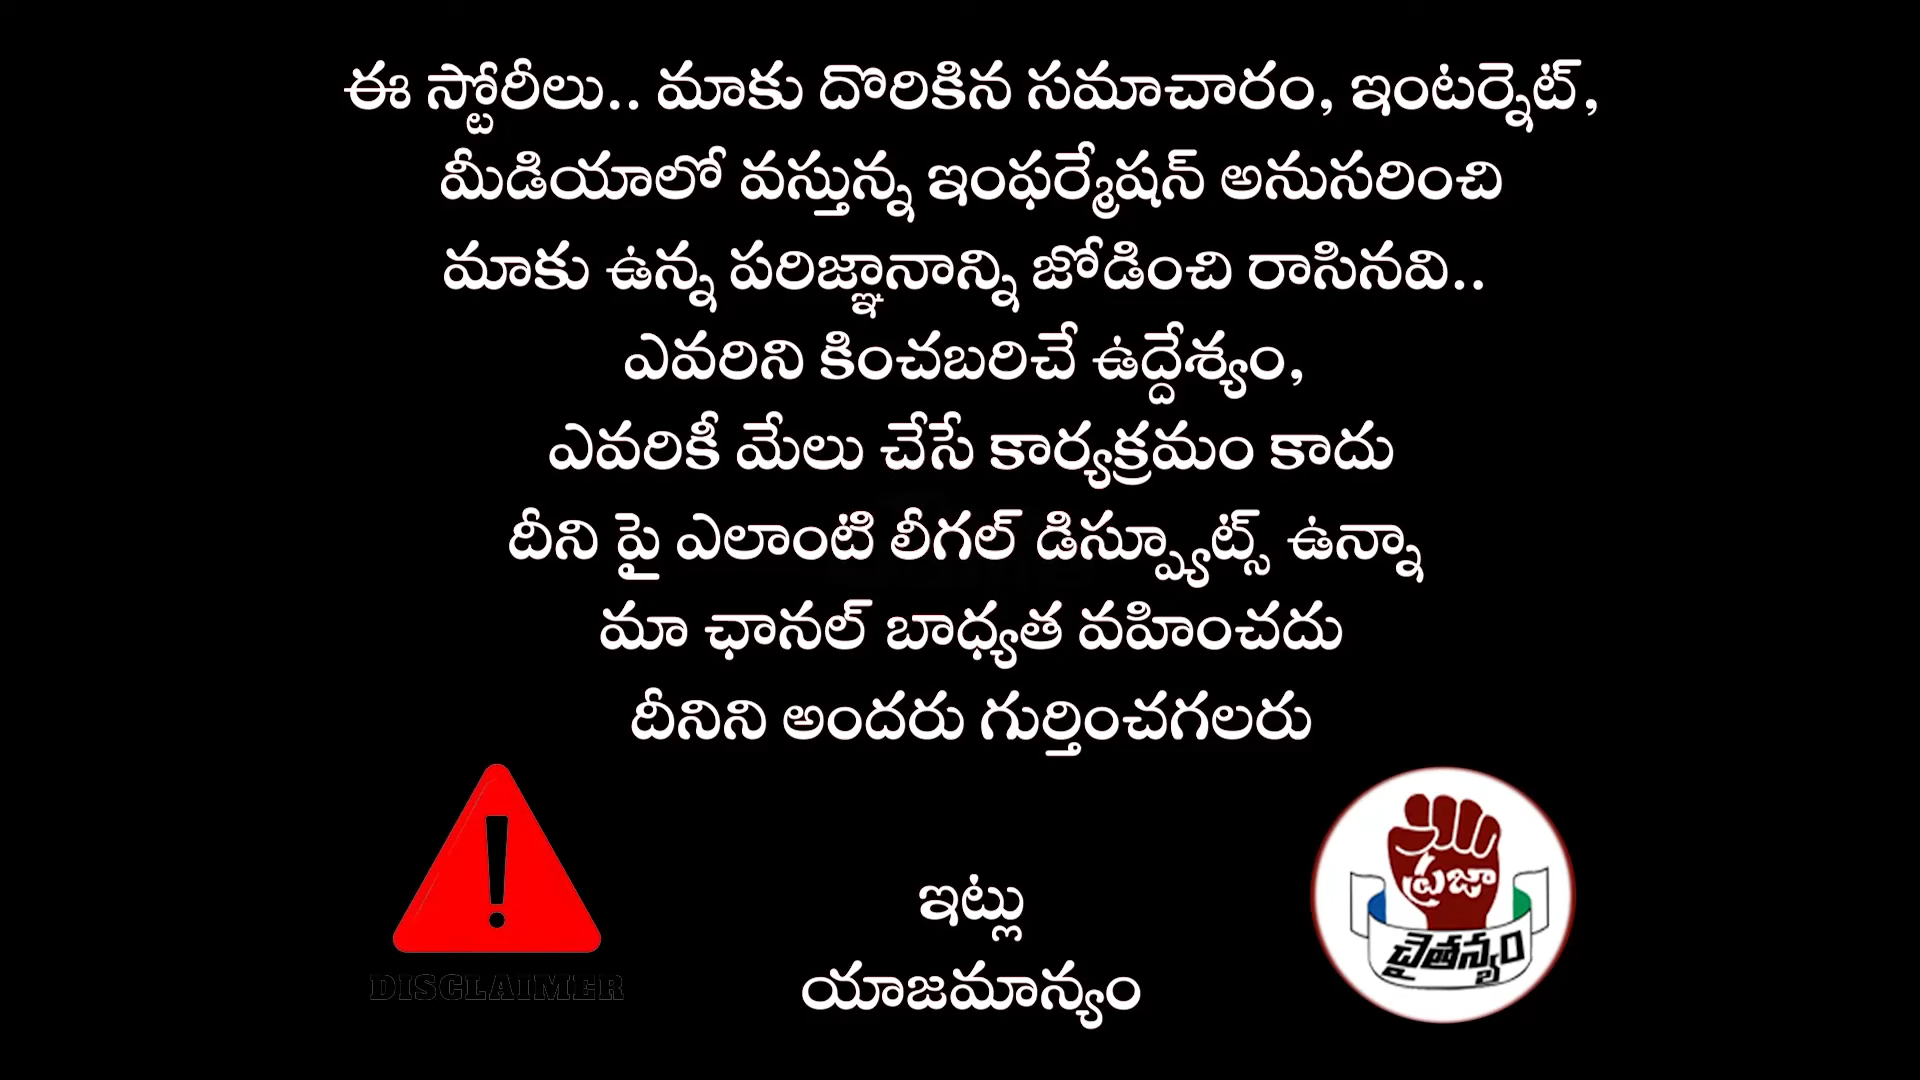 ఈ స్టోరీలు.. మాకు దొరికిన సమాచారం, ఇంటర్నెట్,
మీడియాలో వస్తున్న ఇంఫర్మేషన్ అనుసరించి
మాకు ఉన్న పరిజ్ఞానాన్ని జోడించి రాసినవి..
ఎవరిని కించబరిచే ఉద్దేశ్యం,
ఎవరికీ మేలు చేసే కార్యక్రమం కాదు
దీని పై ఎలాంటి లీగల్ డిస్ప్యూట్స్ ఉన్నా
మా ఛానల్ బాధ్యత వహించదు
దీనిని అందరు గుర్తించగలరు
DISCLAIMER
ఇట్లు
యాజమాన్యం
ప్రజా
చైతన్యం